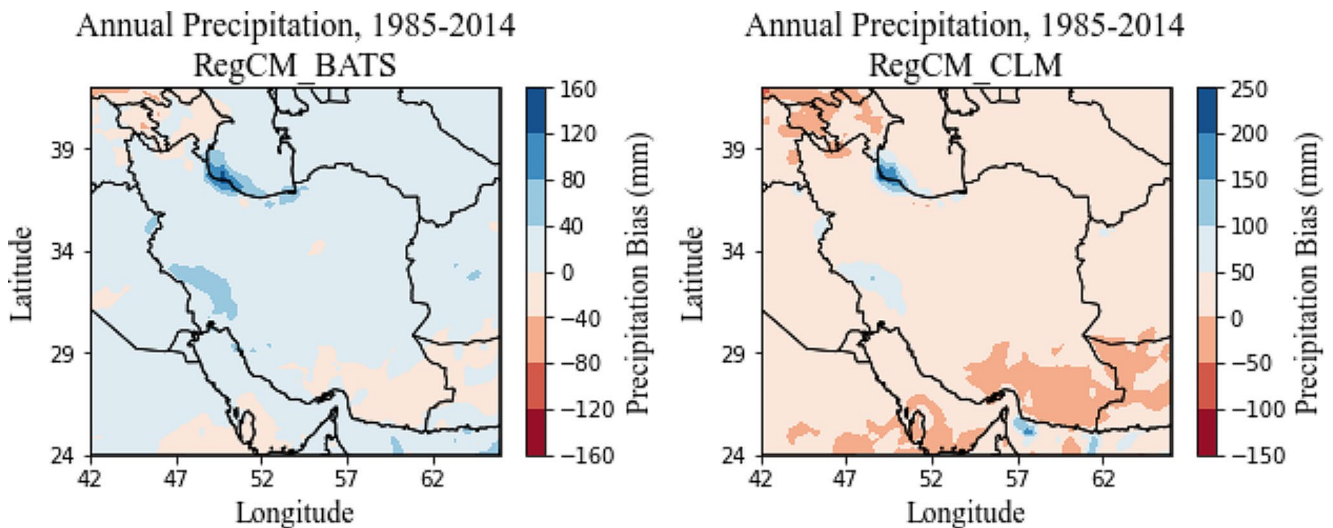 Annual Precipitation, 1985-2014
RegCM_BATS
160
120
80
40
0
−40
−80
−120
−160
Precipitation Bias (mm)
39
34
29
24
Latitude
42 47 52 57 62
Longitude
Annual Precipitation, 1985-2014
RegCM_CLM
250
200
150
100
50
0
−50
−100
−150
Precipitation Bias (mm)
39
34
29
24
Latitude
42 47 52 57 62
Longitude